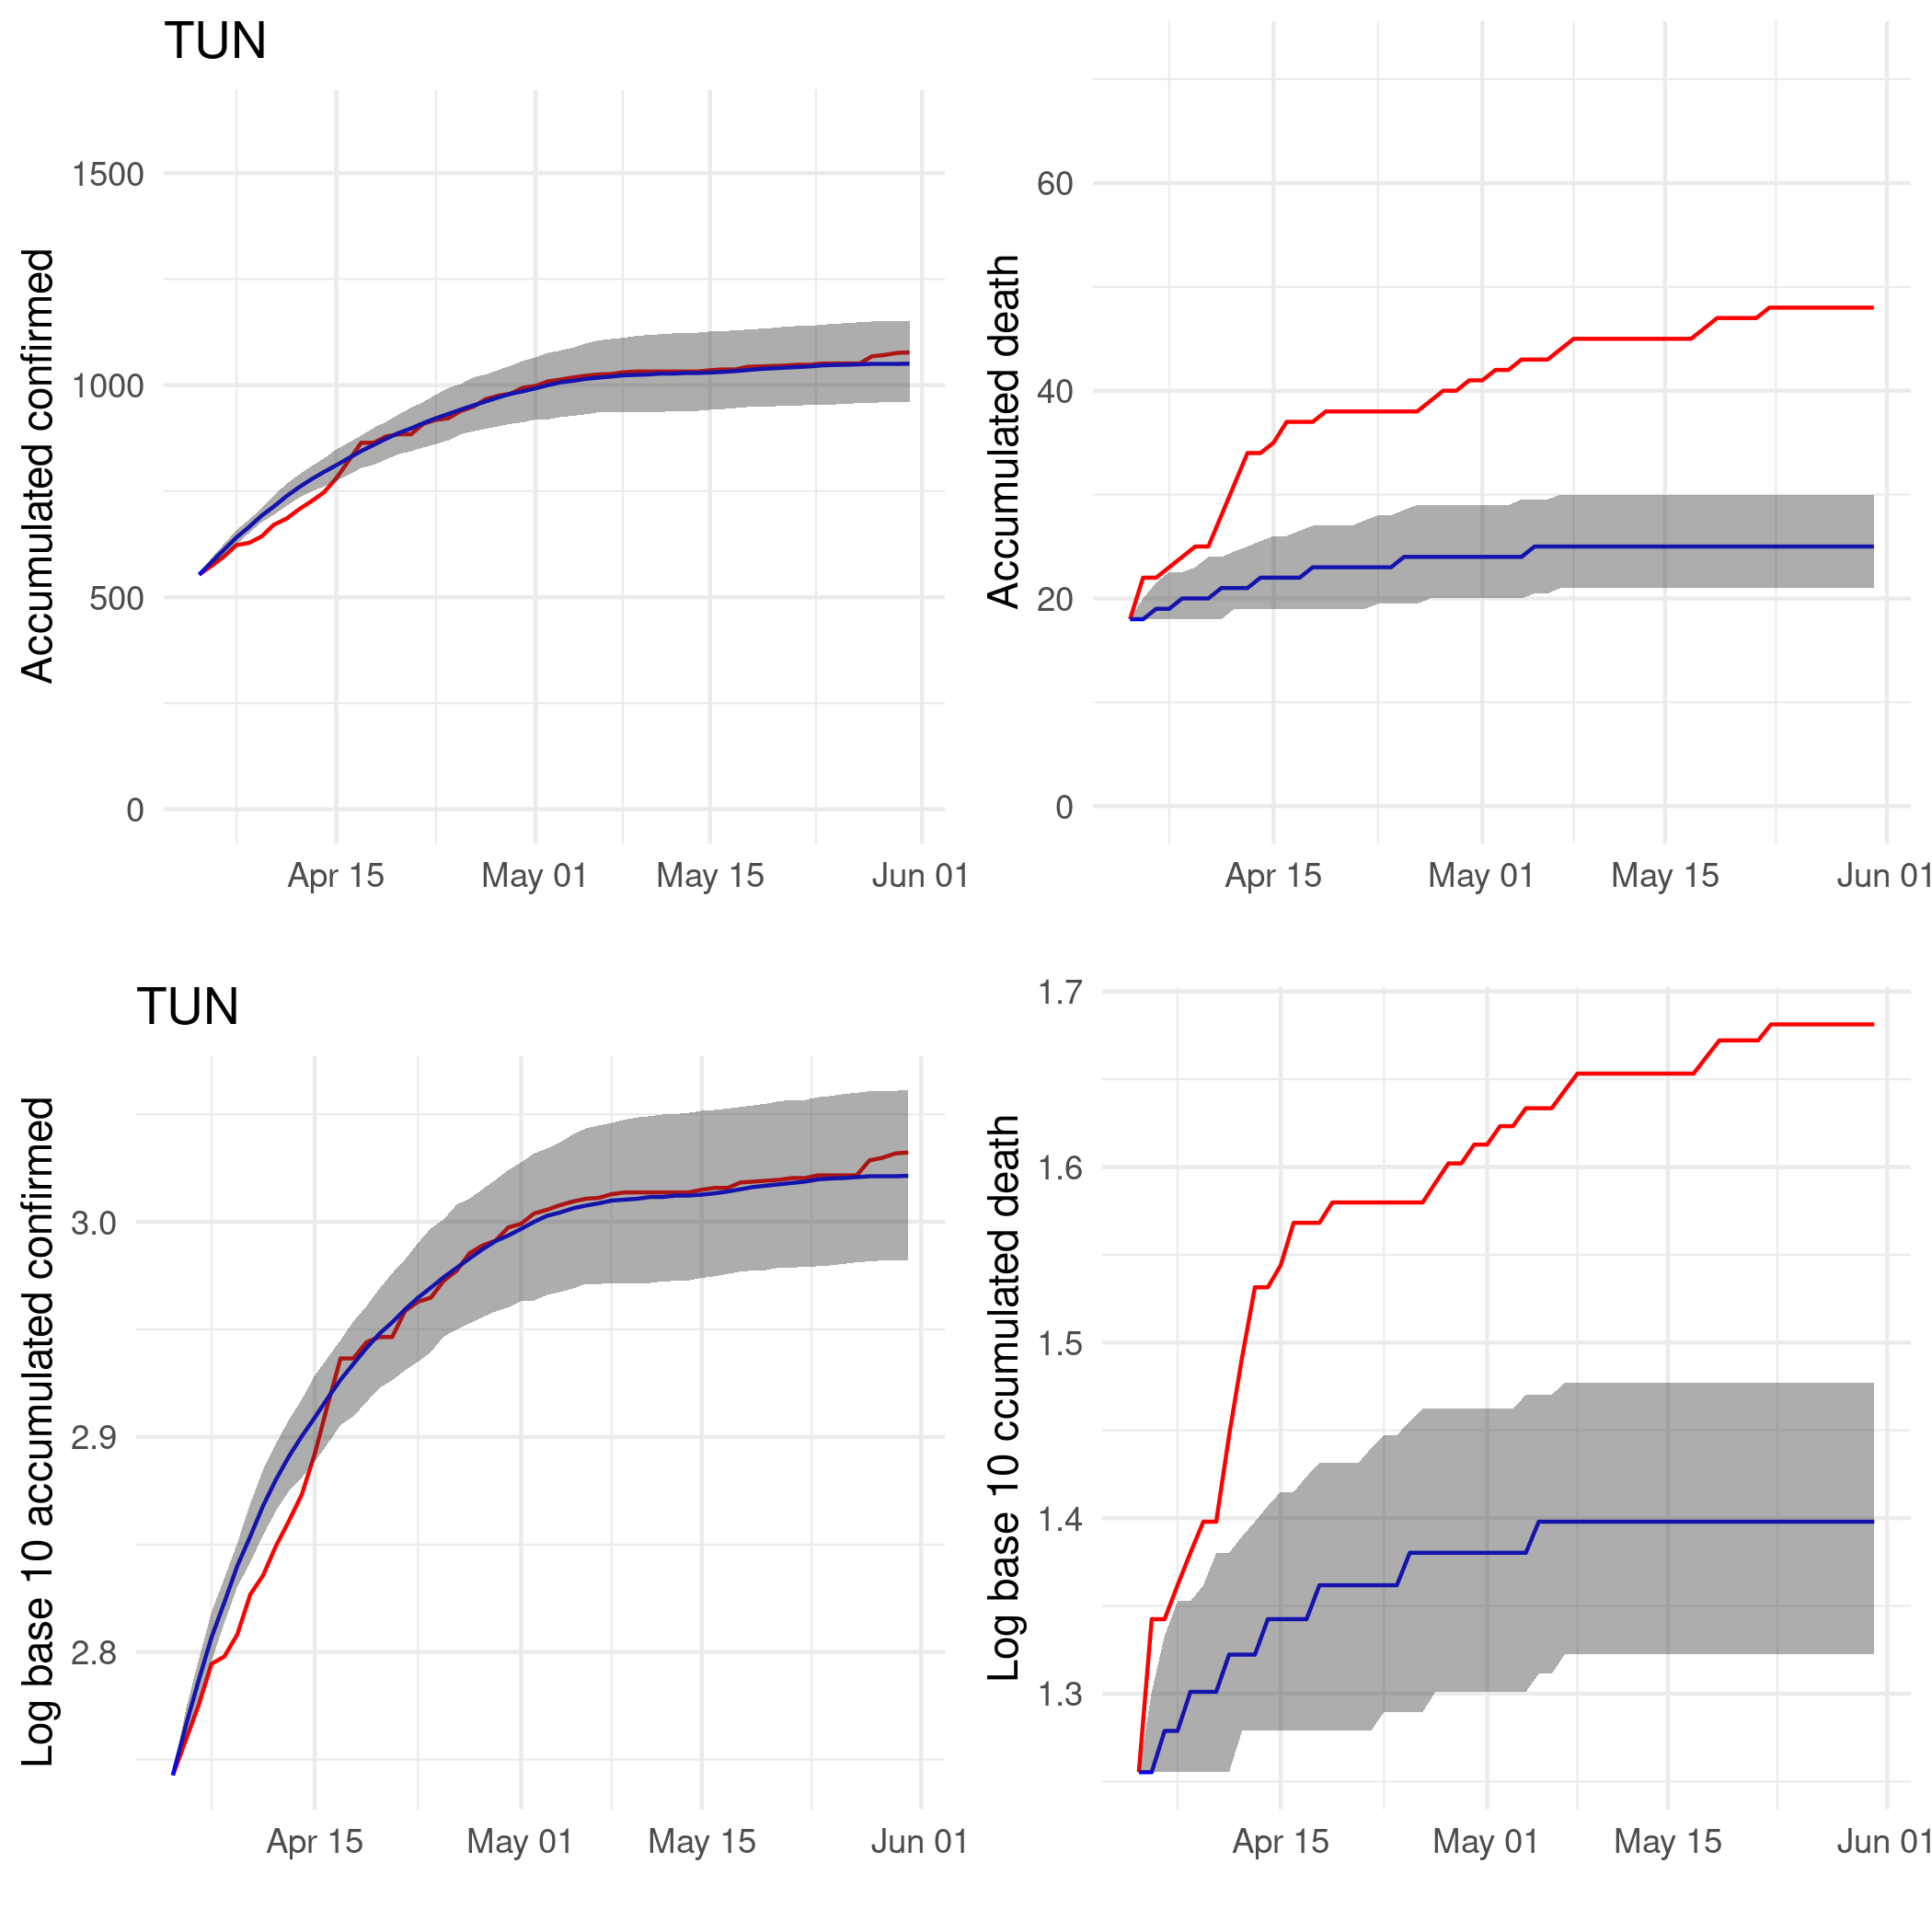 TUN
Accumulated confirmed
1500
1000
500
0
Apr 15
May 01
May 15
Jun 01
Accumulated death
60
40
20
0
Apr 15
May 01
May 15
Jun 01
TUN
Log base 10 accumulated confirmed
3.0
2.9
2.8
Apr 15
May 01
May 15
Jun 01
Log base 10 ccumulated death
1.7
1.6
1.5
1.4
1.3
Apr 15
May 01
May 15
Jun 01